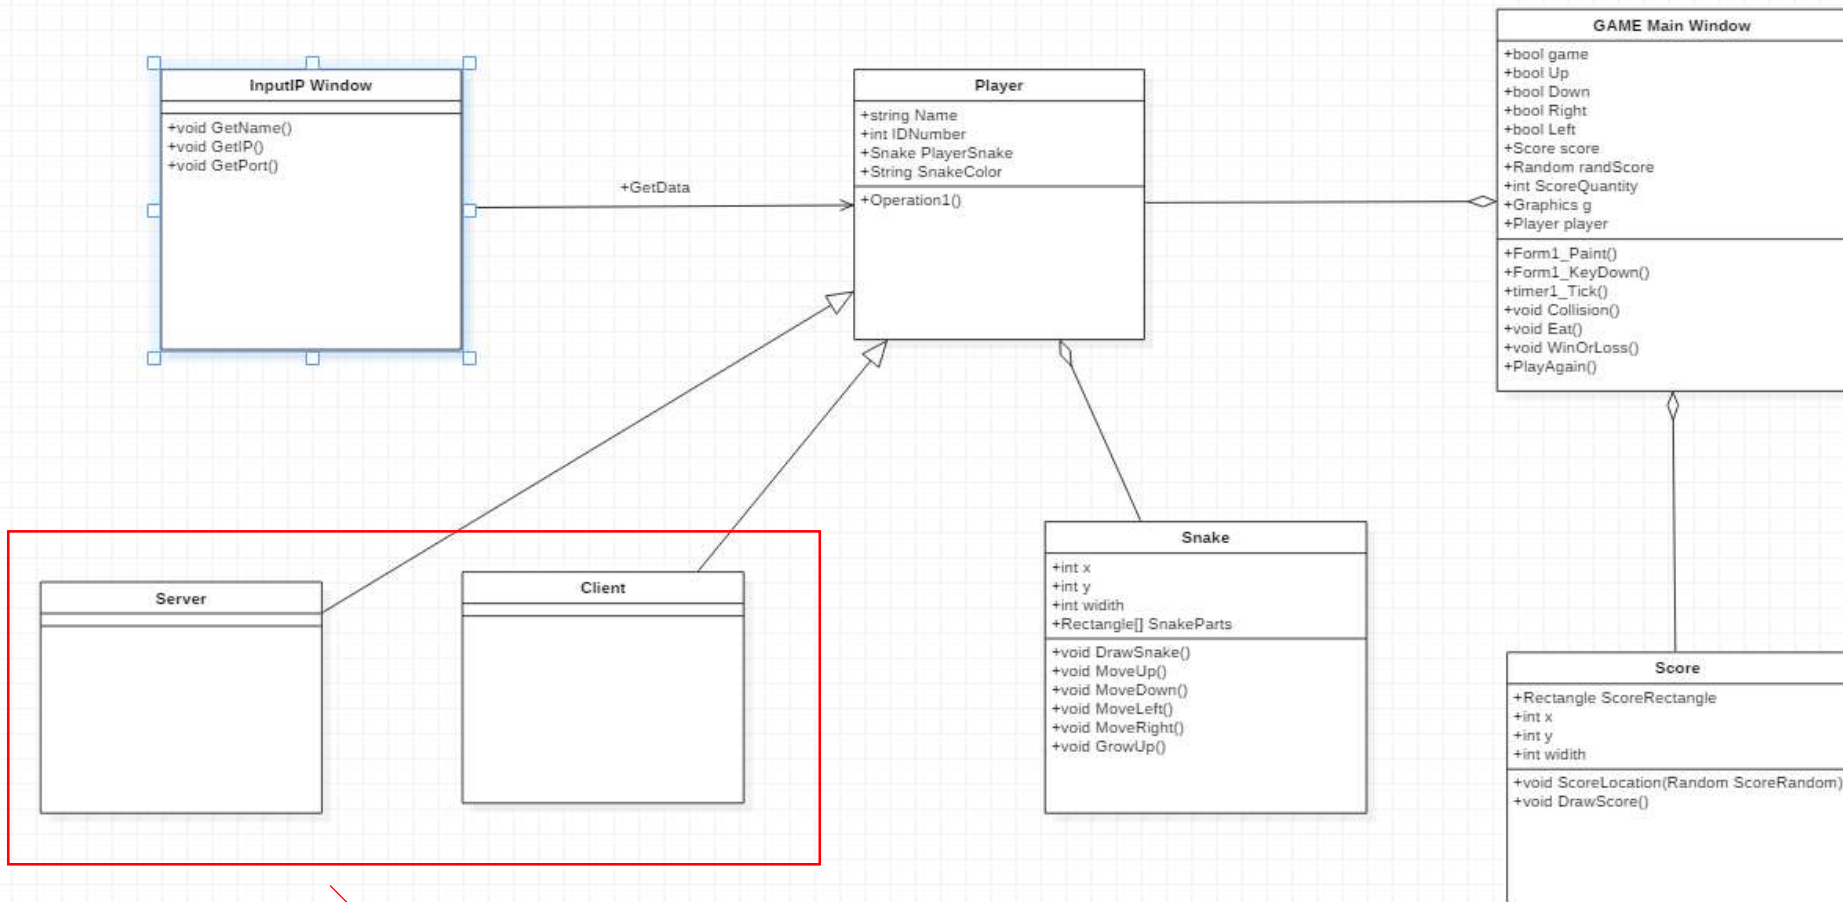 InputIP Window
+void GetName()
+void GetIP()
+void GetPort()
+GetData
Player
+string Name
+int IDNumber
+Snake PlayerSnake
+String SnakeColor
+Operation1()
GAME Main Window
+bool game
+bool Up
+bool Down
+bool Right
+bool Left
+Score score
+Random randScore
+int ScoreQuantity
+Graphics g
+Player player
+Form1_Paint()
+Form1_KeyDown()
+timer1_Tick()
+void Collision()
+void Eat()
+void WinOrLoss()
+PlayAgain()
Server
Client
Snake
+int x
+int y
+int widith
+Rectangle[] SnakeParts
+void DrawSnake()
+void MoveUp()
+void MoveDown()
+void MoveLeft()
+void MoveRight()
+void GrowUp()
Score
+Rectangle ScoreRectangle
+int x
+int y
+int widith
+void ScoreLocation(Random ScoreRandom)
+void DrawScore()